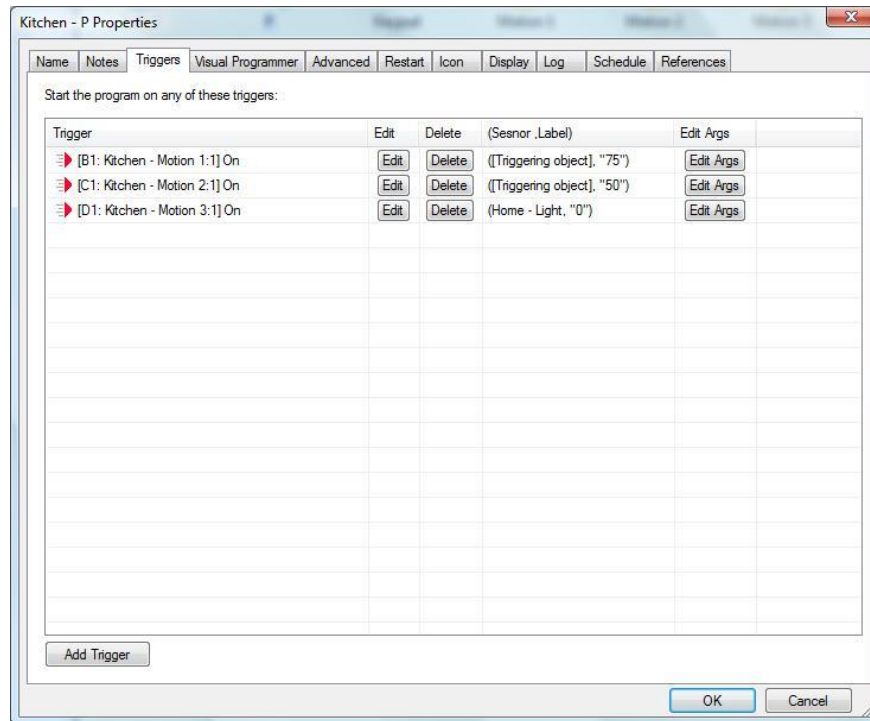 Kitchen - P Properties
Name Notes Triggers Visual Programmer Advanced Restart Icon Display Log Schedule References
Start the program on any of these triggers:
Trigger Edit Delete (Sesnor ,Label) Edit Args
[B1: Kitchen - Motion 1:1] On Edit Delete ([Triggering object], "75") Edit Args
[C1: Kitchen - Motion 2:1] On Edit Delete ([Triggering object], "50") Edit Args
[D1: Kitchen - Motion 3:1] On Edit Delete (Home - Light, "0") Edit Args
Add Trigger
OK Cancel